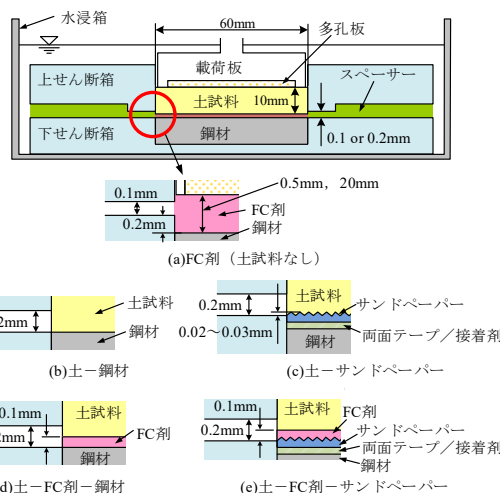 水浸箱
60mm
多孔板
載荷板
スペーサー
上せん断箱
土試料
10mm
下せん断箱
鋼材
0.1 or 0.2mm
0.1mm
0.5mm，20mm
FC剤
0.2mm
鋼材
(a)FC剤（土試料なし）
土試料
2mm
鋼材
(b)土－鋼材
土試料
サンドペーパー
0.2mm
両面テープ／接着剤
0.02～0.03mm
鋼材
(c)土－サンドペーパー
0.1mm
土試料
2mm
FC剤
鋼材
d)土－FC剤－鋼材
0.1mm
土試料
FC剤
0.2mm
サンドペーパー
両面テープ／接着剤
鋼材
(e)土－FC剤－サンドペーパー